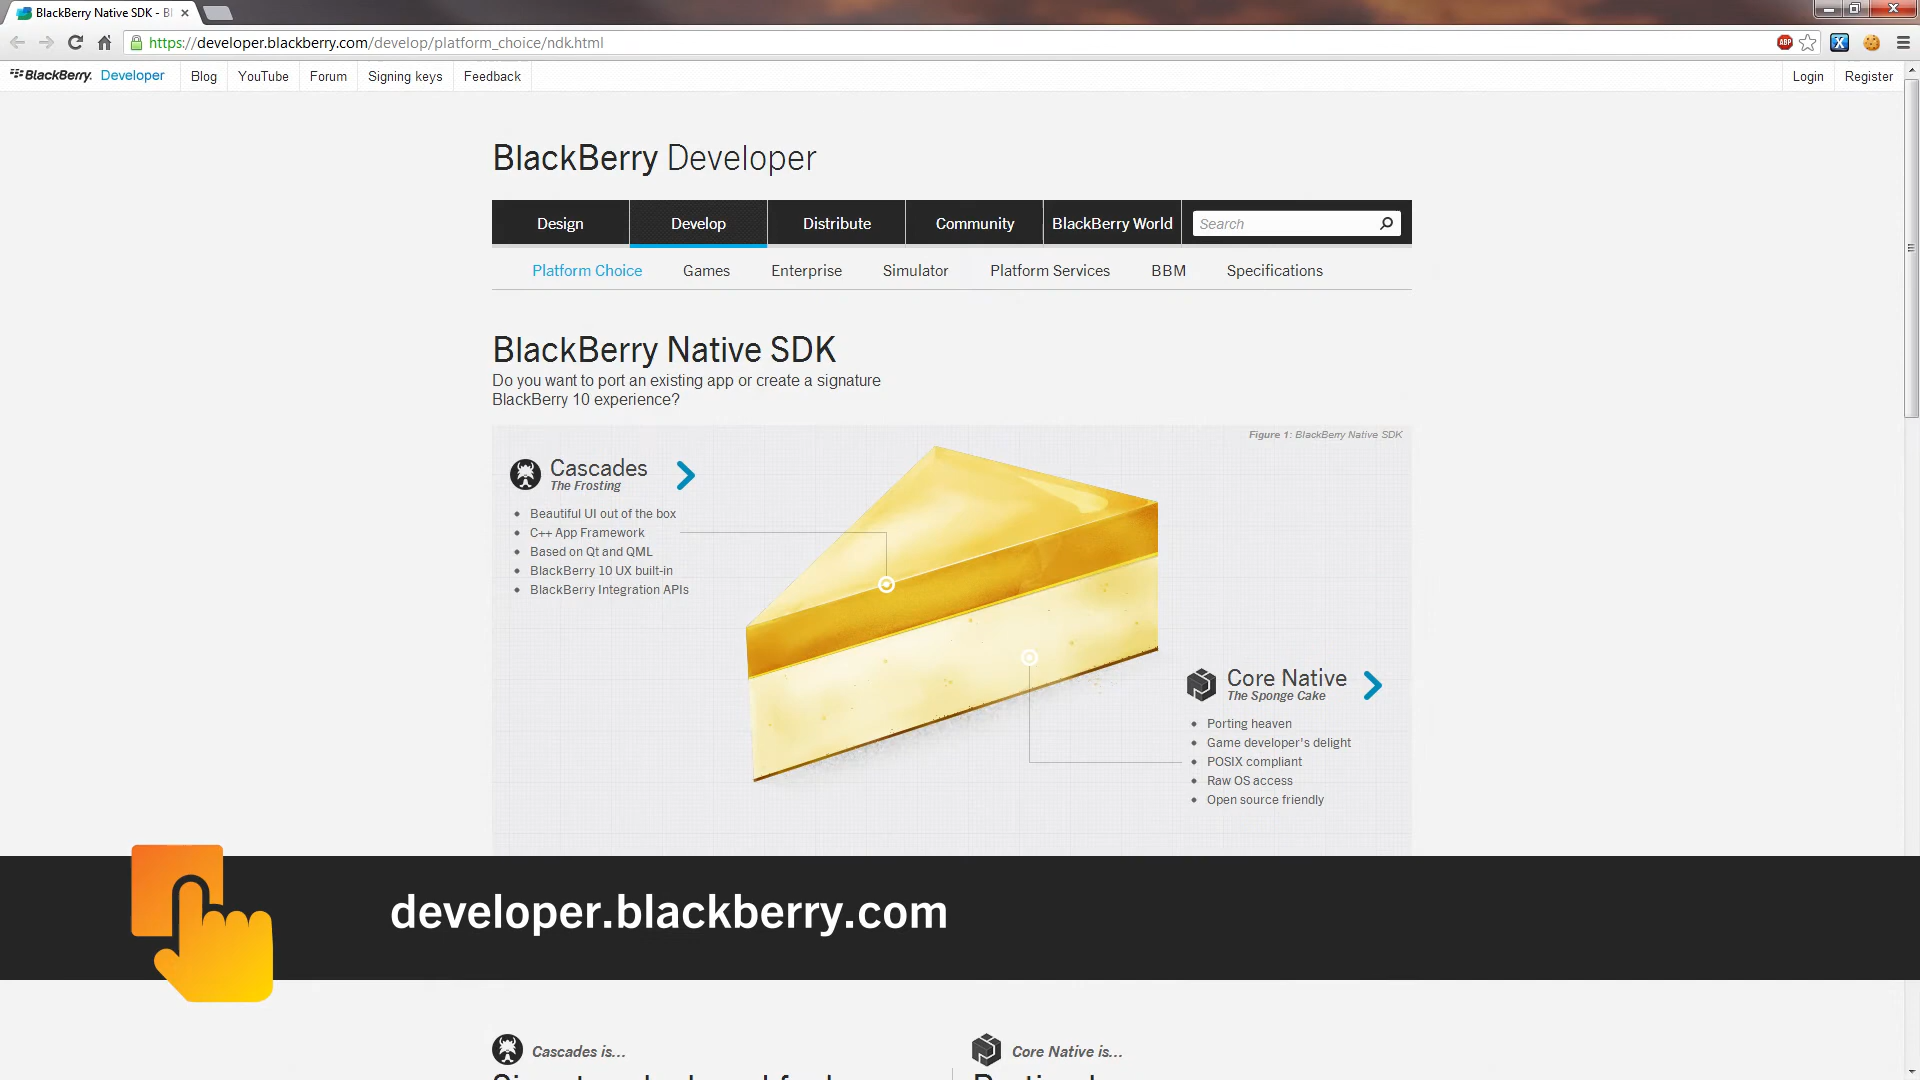 BlackBerry Native SDK - Bl
https://developer.blackberry.com/develop/platform_choice/ndk.html
ABP
BlackBerry. Developer Blog YouTube Forum Signing keys Feedback Login Register
BlackBerry Developer
Design Develop Distribute Community BlackBerry World Search
Platform Choice Games Enterprise Simulator Platform Services BBM Specifications
BlackBerry Native SDK
Do you want to port an existing app or create a signature
BlackBerry 10 experience?
Figure 1: BlackBerry Native SDK
Cascades
The Frosting
Beautiful UI out of the box
C++ App Framework
Based on Qt and QML
BlackBerry 10 UX built-in
BlackBerry Integration APIs
Core Native
The Sponge Cake
Porting heaven
Game developer's delight
POSIX compliant
Raw OS access
Open source friendly
developer.blackberry.com
Cascades is...
Core Native is...